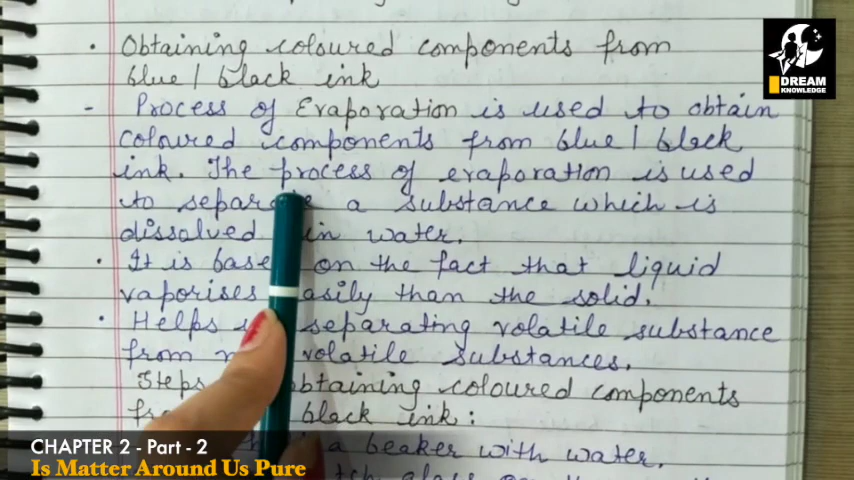 • Obtaining coloured components from
blue / black ink
- Process of Evaporation is used to obtain
coloured components from blue / black
ink. The process of evaporation is used
to separate a substance which is
dissolved in water.
• It is base on the fact that liquid
vaporises asily than the solid.
• Helps separating volatile substance
from volatile substances.
Steps obtaining coloured components
black ink :
a beaker with water.
DREAM
KNOWLEDGE
CHAPTER 2 - Part - 2
Is Matter Around Us Pure